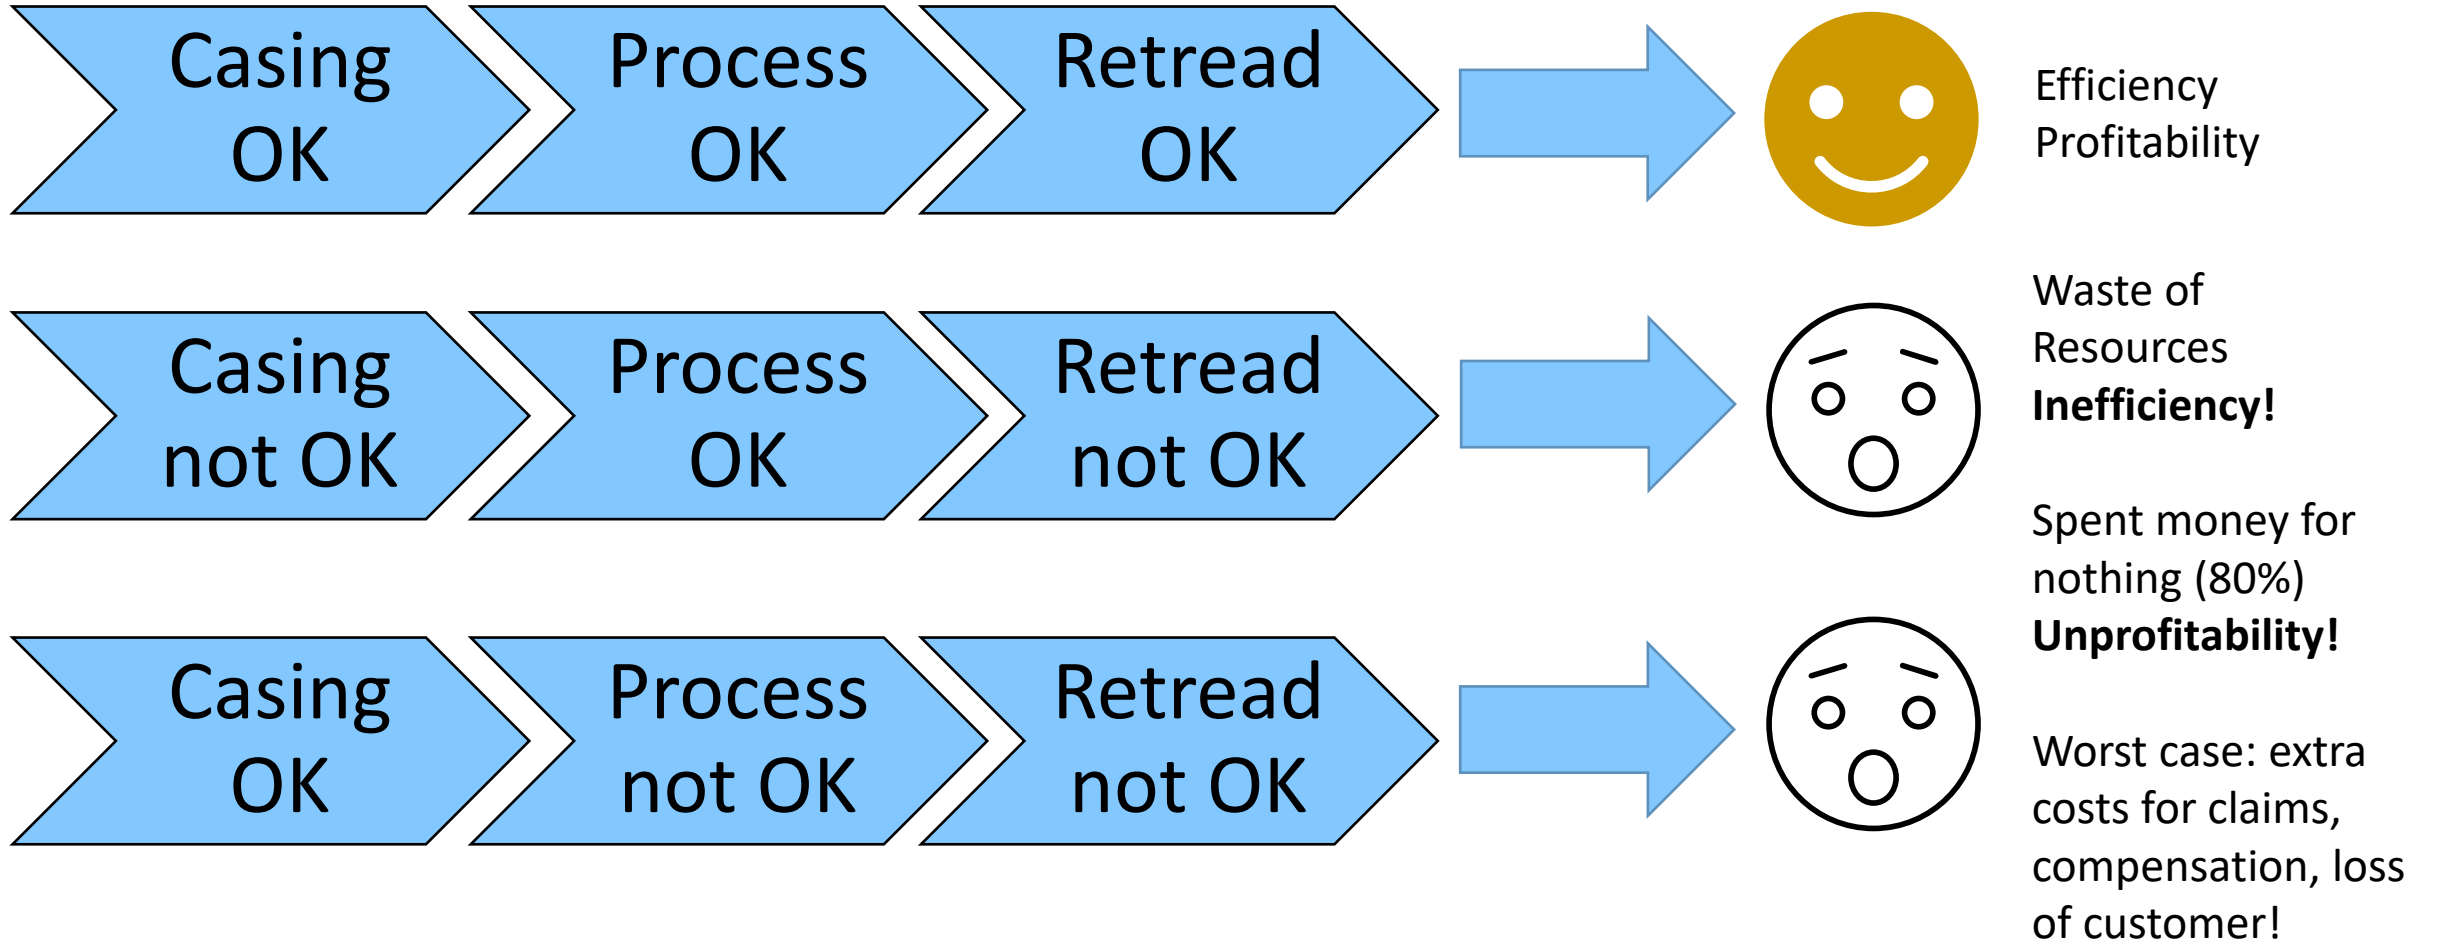 Casing
OK
Process
OK
Retread
OK
Efficiency
Profitability
Casing
not OK
Process
OK
Retread
not OK
Waste of
Resources
Inefficiency!
Spent money for
nothing (80%)
Unprofitability!
Casing
OK
Process
not OK
Retread
not OK
Worst case: extra
costs for claims,
compensation, loss
of customer!